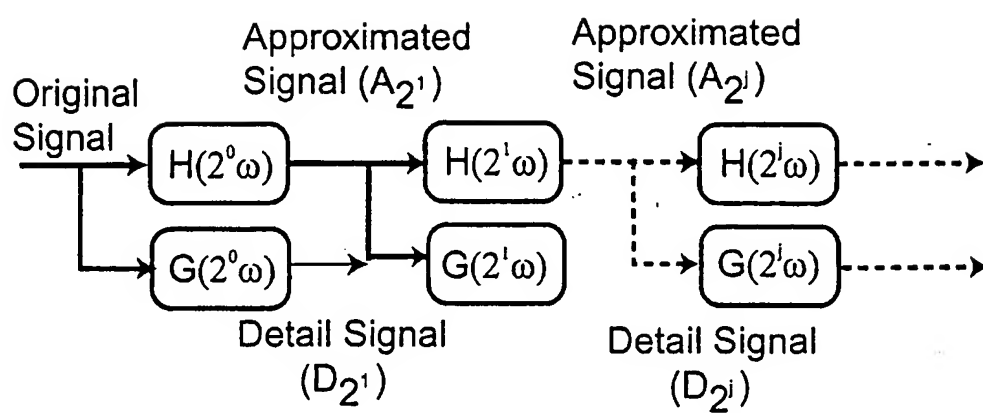 Approximated
Signal (A₂¹)
Approximated
Signal (A₂ʲ)
Original
Signal
H(2⁰ω)
H(2¹ω)
H(2ʲω)
G(2⁰ω)
G(2¹ω)
G(2ʲω)
Detail Signal
(D₂¹)
Detail Signal
(D₂ʲ)